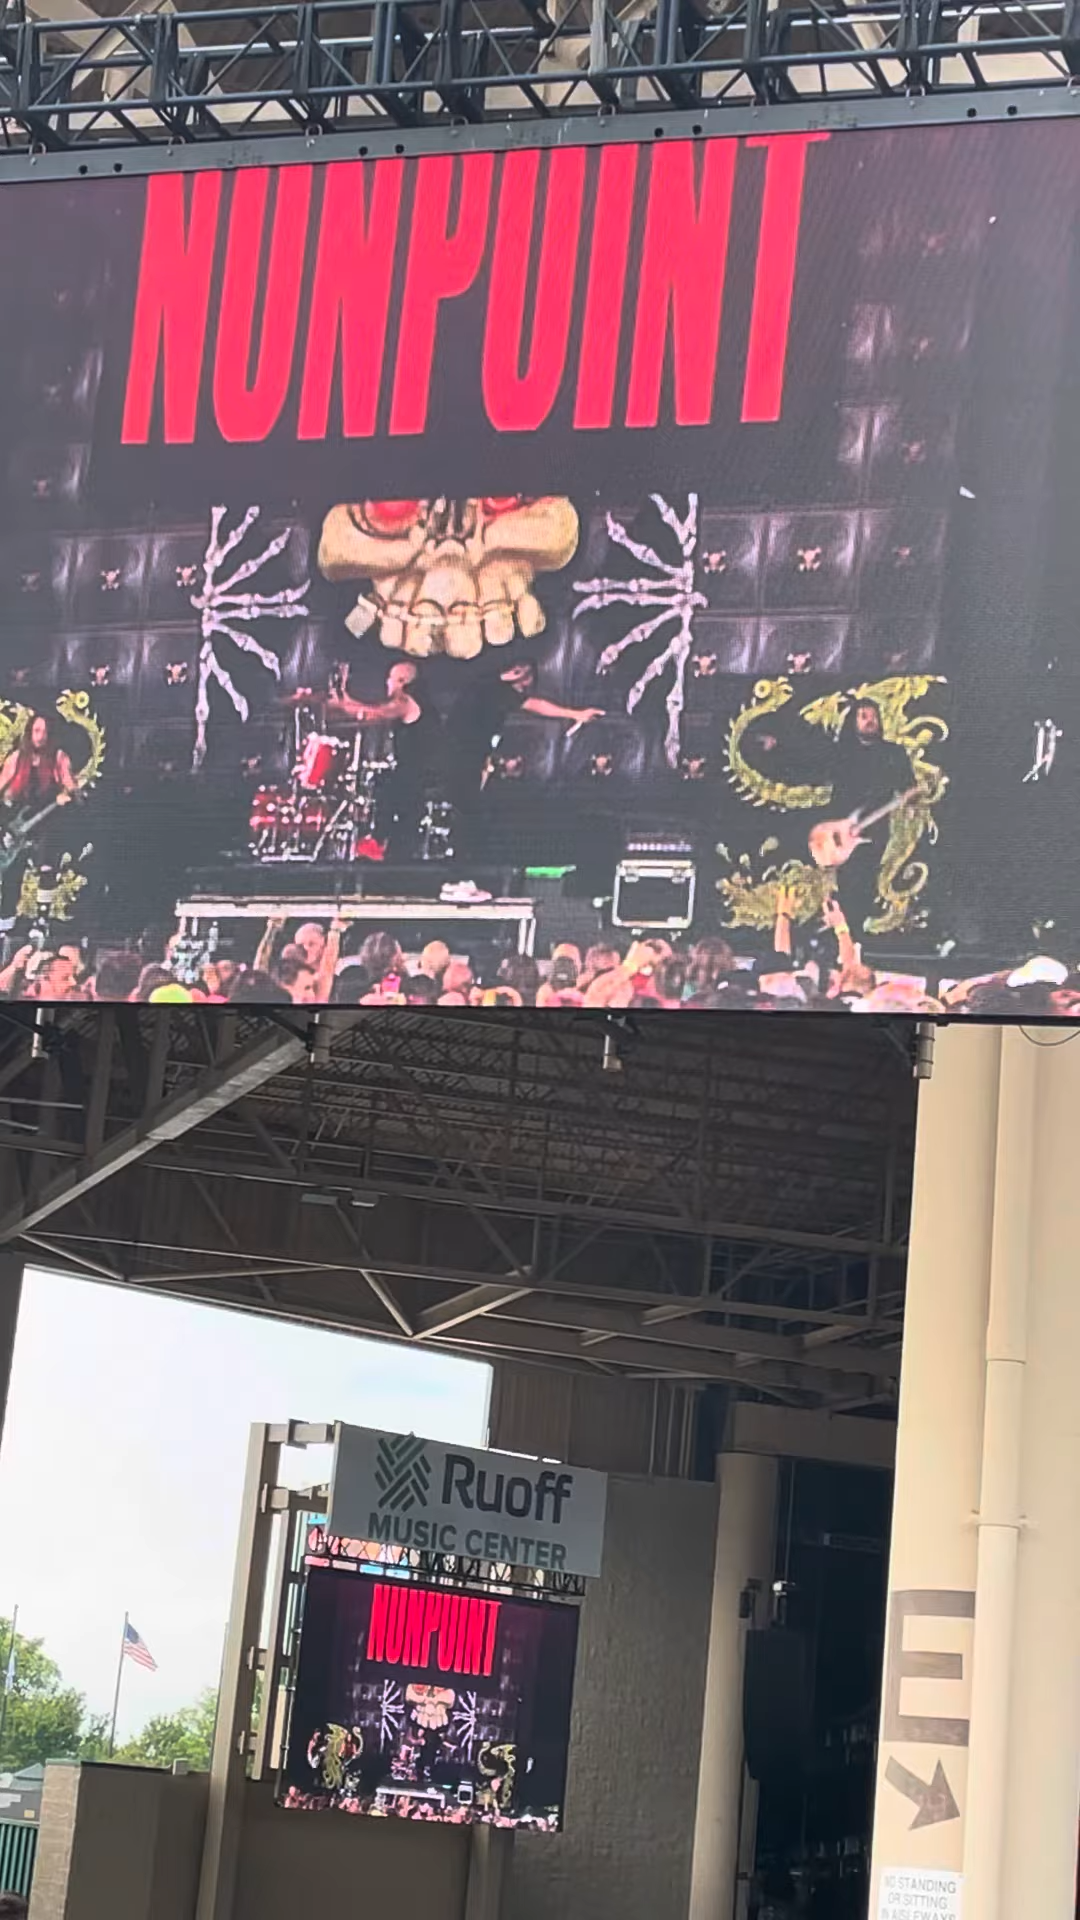 NONPOINT
Ruoff
MUSIC CENTER
NONPOINT
E
NO STANDING
OR SITTING
IN AISLEWAYS